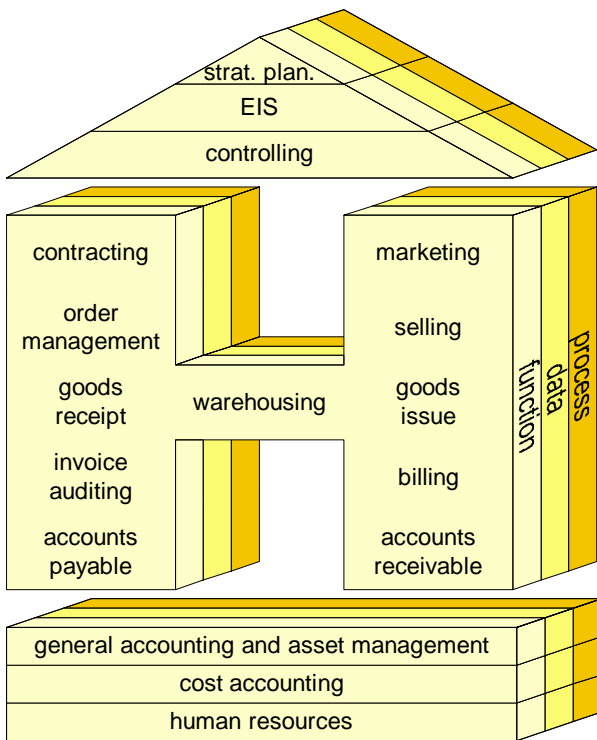 strat. plan.
EIS
controlling
contracting
order
management
goods
receipt
invoice
auditing
accounts
payable
warehousing
marketing
selling
goods
issue
billing
accounts
receivable
function
data
process
general accounting and asset management
cost accounting
human resources